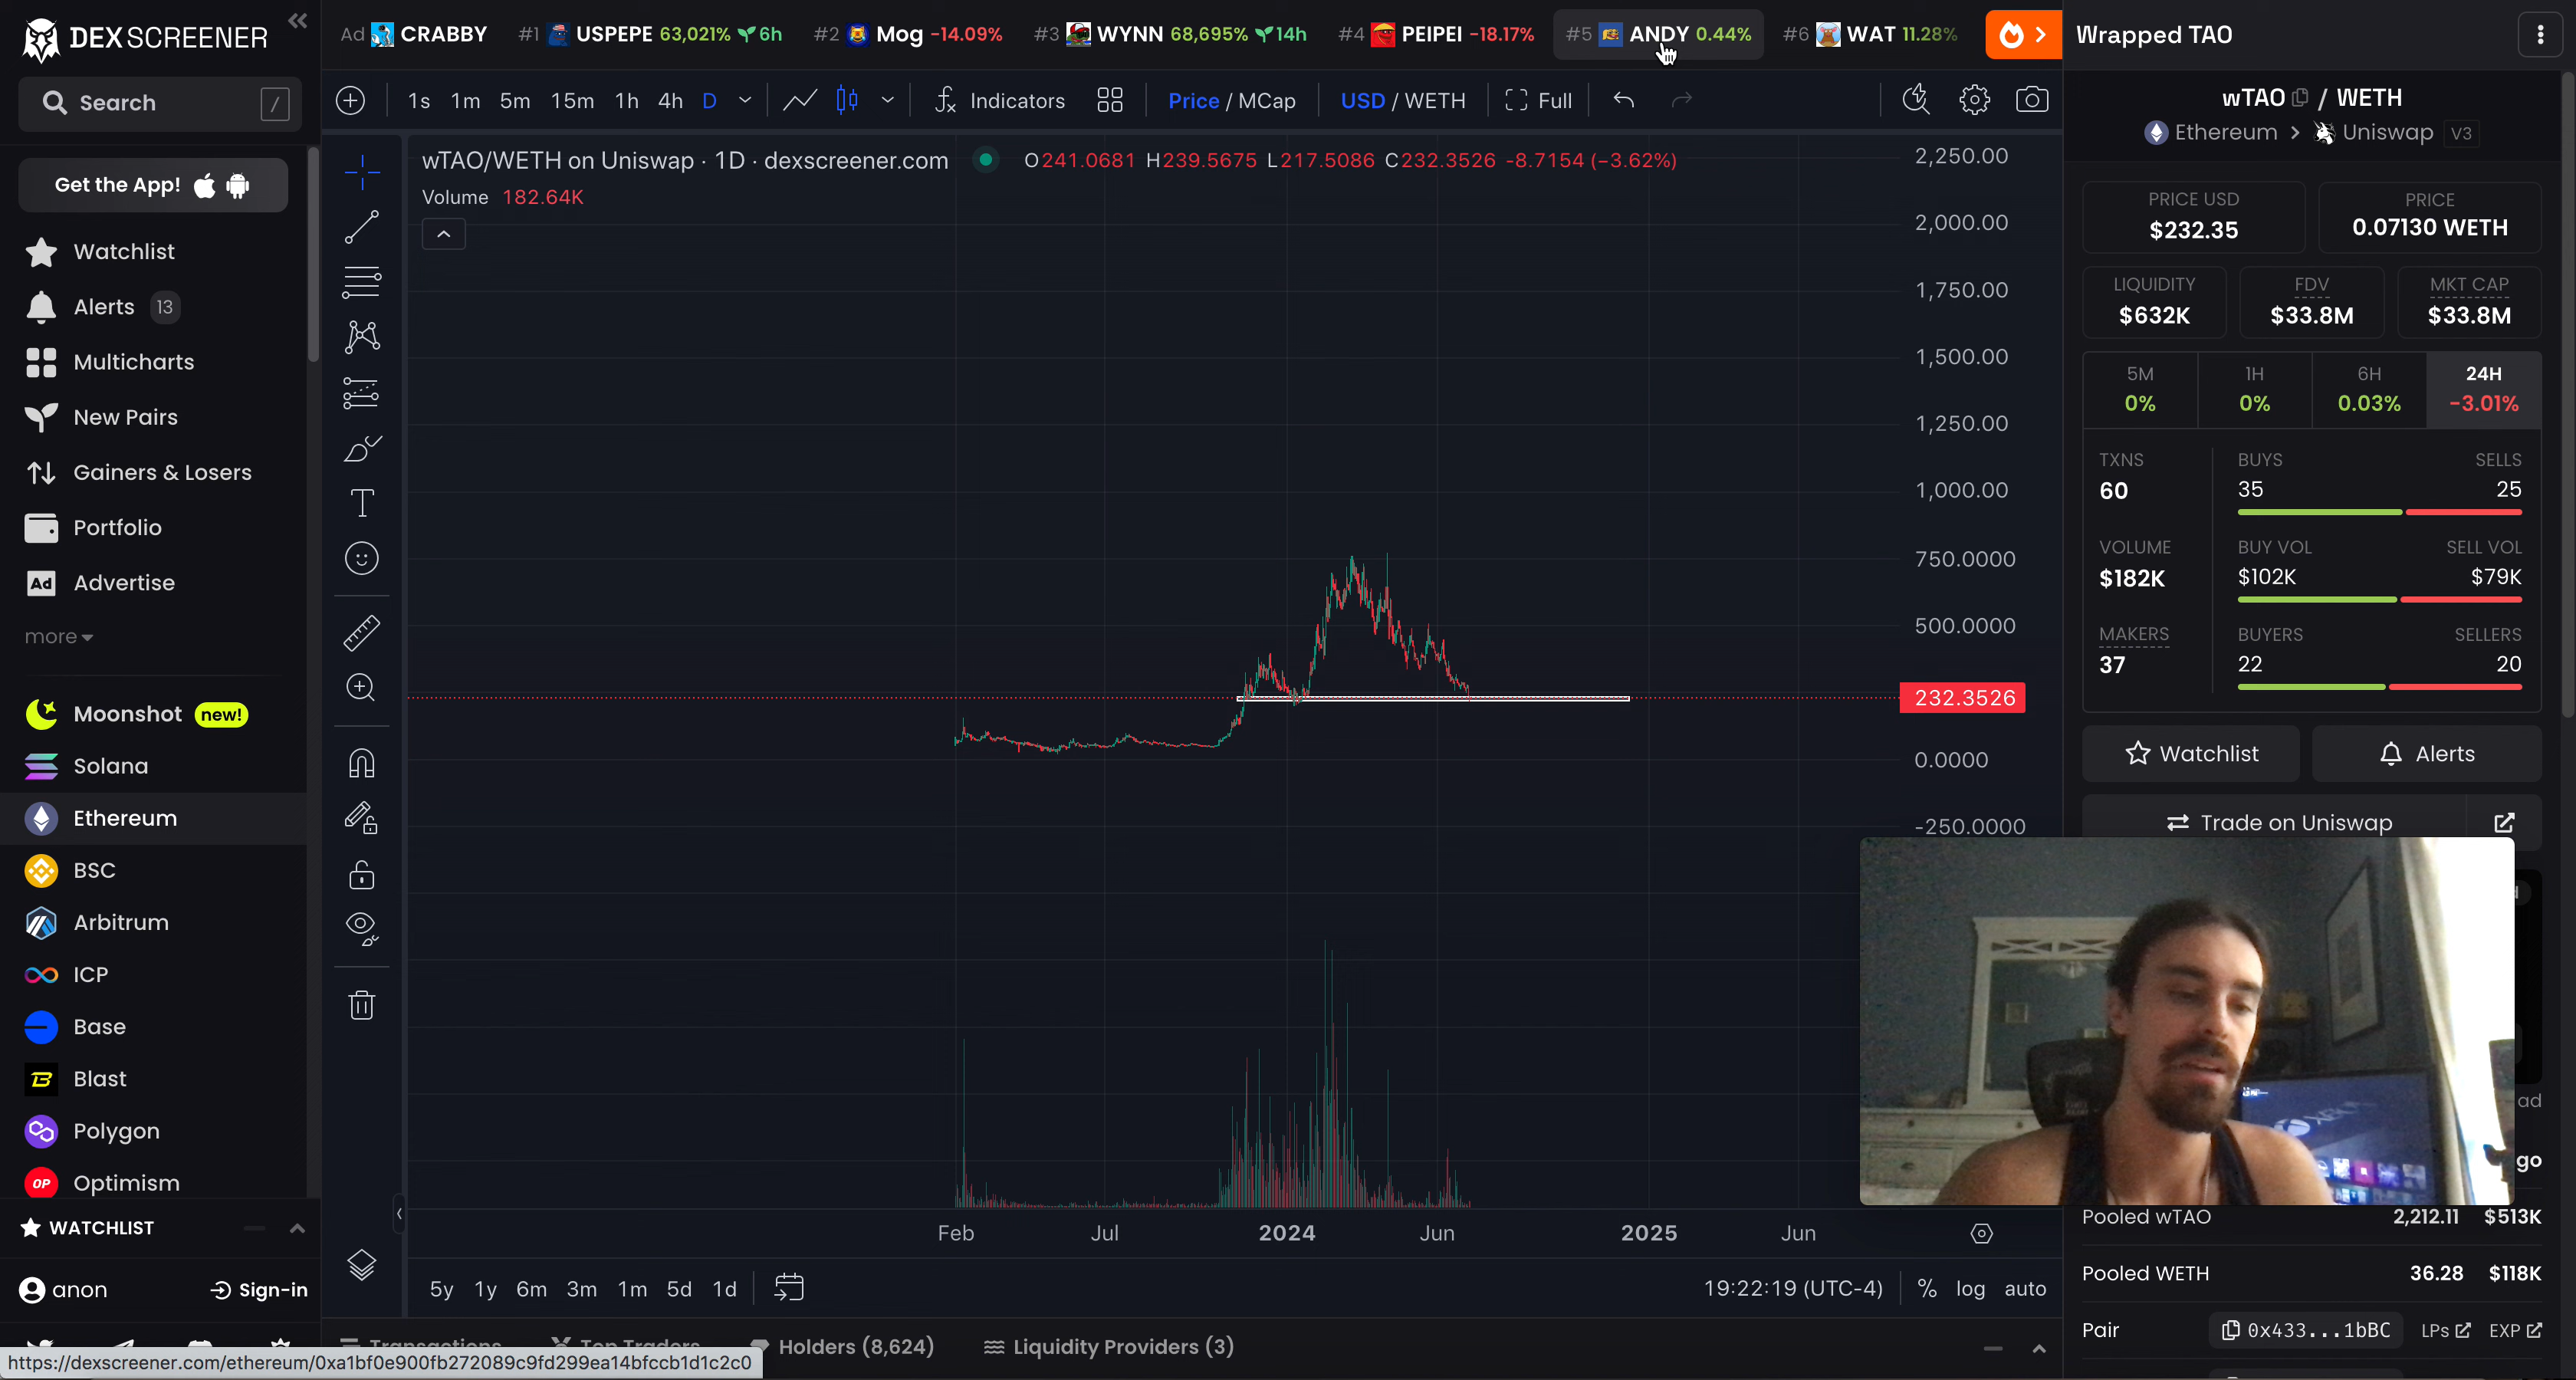 DEX SCREENER
Search /
Get the App!
Watchlist
Alerts 13
Multicharts
New Pairs
Gainers & Losers
Portfolio
Ad Advertise
more
Moonshot new!
Solana
Ethereum
BSC
Arbitrum
ICP
Base
Blast
Polygon
OP Optimism
WATCHLIST
anon Sign-in
https://dexscreener.com/ethereum/0xa1bf0e900fb272089c9fd299ea14bfccb1d1c2c0
Ad CRABBY #1 USPEPE 63,021% 6h #2 Mog -14.09% #3 WYNN 68,695% 14h #4 PEIPEI -18.17% #5 ANDY 0.44% #6 WAT 11.28%
1s 1m 5m 15m 1h 4h D Indicators Price / MCap USD / WETH Full
wTAO/WETH on Uniswap · 1D · dexscreener.com O241.0681 H239.5675 L217.5086 C232.3526 -8.7154 (−3.62%)
Volume 182.64K
2,250.00
2,000.00
1,750.00
1,500.00
1,250.00
1,000.00
750.0000
500.0000
232.3526
0.0000
-250.0000
Feb Jul 2024 Jun 2025 Jun
5y 1y 6m 3m 1m 5d 1d 19:22:19 (UTC-4) % log auto
Transactions Top Traders Holders (8,624) Liquidity Providers (3)
Wrapped TAO
wTAO / WETH
Ethereum > Uniswap V3
PRICE USD PRICE
$232.35 0.07130 WETH
LIQUIDITY FDV MKT CAP
$632K $33.8M $33.8M
5M 1H 6H 24H
0% 0% 0.03% -3.01%
TXNS BUYS SELLS
60 35 25
VOLUME BUY VOL SELL VOL
$182K $102K $79K
MAKERS BUYERS SELLERS
37 22 20
Watchlist Alerts
Trade on Uniswap
ad
go
Pooled wTAO 2,212.11 $513K
Pooled WETH 36.28 $118K
Pair 0x433...1bBC LPs EXP